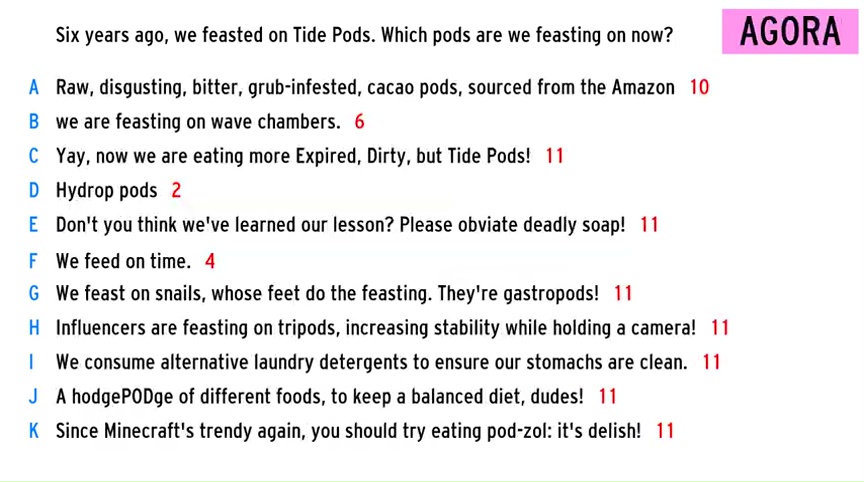 Six years ago, we feasted on Tide Pods. Which pods are we feasting on now?
AGORA
A Raw, disgusting, bitter, grub-infested, cacao pods, sourced from the Amazon 10
B we are feasting on wave chambers. 6
C Yay, now we are eating more Expired, Dirty, but Tide Pods! 11
D Hydrop pods 2
E Don't you think we've learned our lesson? Please obviate deadly soap! 11
F We feed on time. 4
G We feast on snails, whose feet do the feasting. They're gastropods! 11
H Influencers are feasting on tripods, increasing stability while holding a camera! 11
I We consume alternative laundry detergents to ensure our stomachs are clean. 11
J A hodgePODge of different foods, to keep a balanced diet, dudes! 11
K Since Minecraft's trendy again, you should try eating pod-zol: it's delish! 11